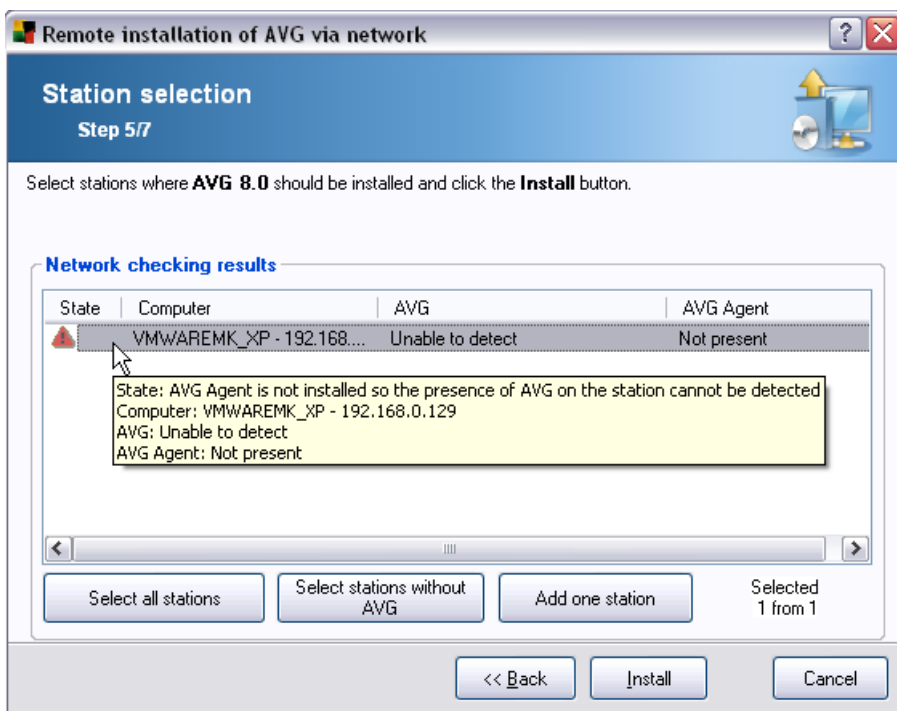 Remote installation of AVG via network
Station selection
Step 5/7
Select stations where AVG 8.0 should be installed and click the Install button.
Network checking results
State Computer AVG AVG Agent
VMWAREMK_XP - 192.168.... Unable to detect Not present
State: AVG Agent is not installed so the presence of AVG on the station cannot be detected
Computer: VMWAREMK_XP - 192.168.0.129
AVG: Unable to detect
AVG Agent: Not present
Select all stations
Select stations without
AVG
Add one station
Selected
1 from 1
<< Back
Install
Cancel